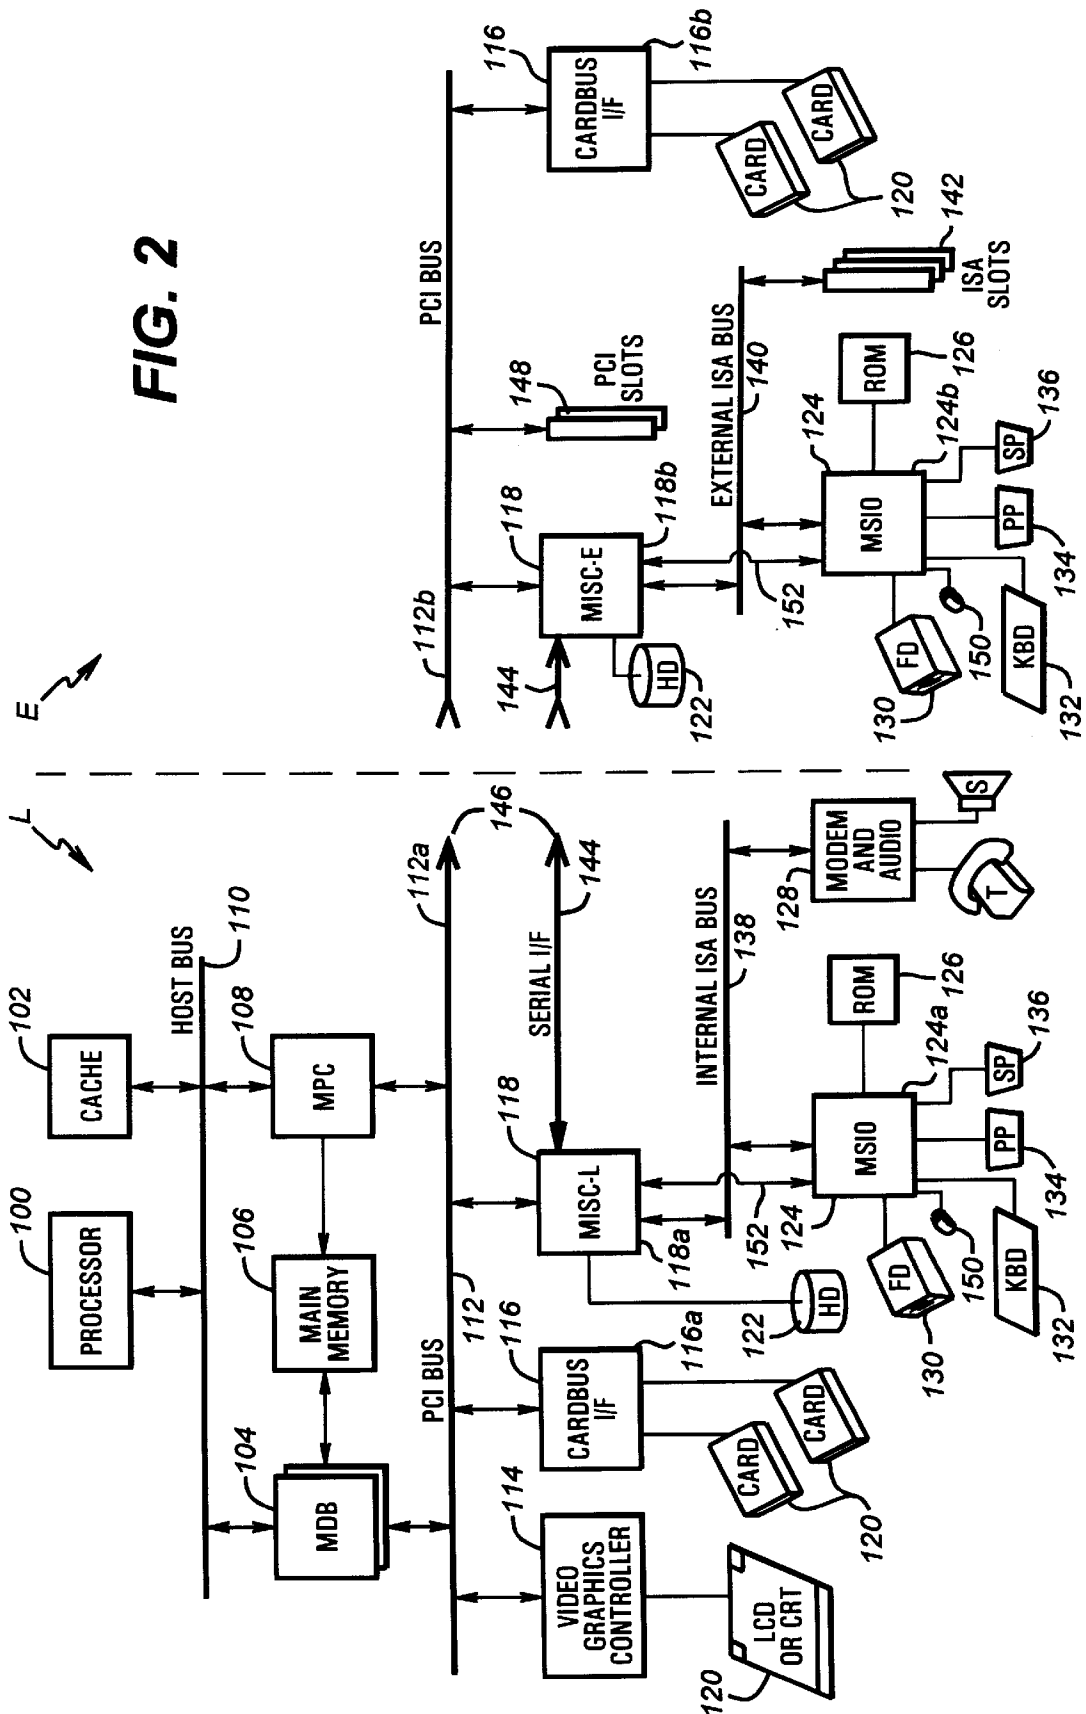 FIG. 2
L
E
100
PROCESSOR
102
CACHE
HOST BUS
110
104
MDB
106
MAIN
MEMORY
108
MPC
PCI BUS
112
112a
146
112b
PCI BUS
114
VIDEO
GRAPHICS
CONTROLLER
116
CARDBUS
I/F
116a
118
MISC-L
118a
SERIAL I/F
144
144
118
MISC-E
118b
148
PCI
SLOTS
116
CARDBUS
I/F
116b
120
LCD
OR CRT
CARD
CARD
120
122
HD
152
INTERNAL ISA BUS
138
122
HD
152
EXTERNAL ISA BUS
140
CARD
CARD
120
142
ISA
SLOTS
124
MSIO
124a
ROM
126
128
MODEM
AND
AUDIO
T
S
130
FD
150
132
KBD
134
PP
136
SP
124
MSIO
124b
ROM
126
130
FD
150
132
KBD
134
PP
136
SP